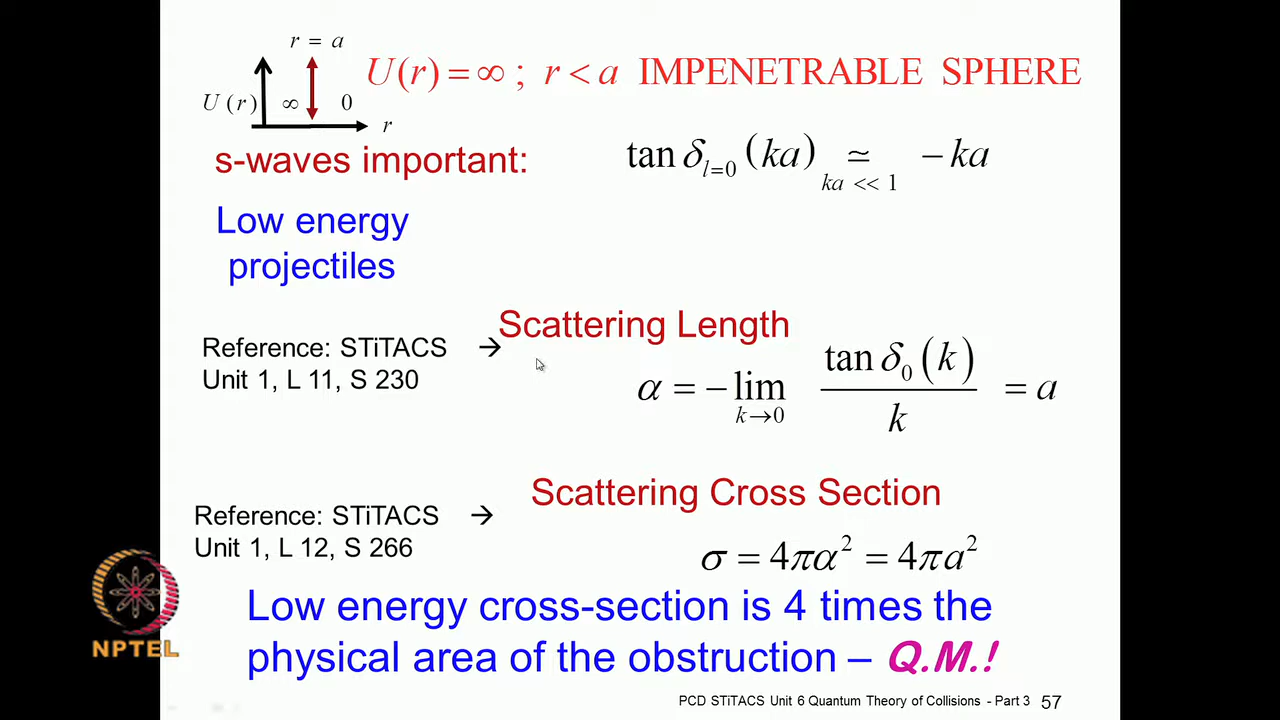 r = a
U(r) = ∞ ; r < a IMPENETRABLE SPHERE
U (r) ∞ 0
r
s-waves important:
tan δ_{l=0} (ka) ≃_{ka << 1} − ka
Low energy
projectiles
Scattering Length
Reference: STiTACS →
Unit 1, L 11, S 230
α = − lim_{k→0} tan δ_0 (k) / k = a
Scattering Cross Section
Reference: STiTACS →
Unit 1, L 12, S 266
σ = 4πα² = 4πa²
Low energy cross-section is 4 times the
physical area of the obstruction – Q.M.!
NPTEL
PCD STiTACS Unit 6 Quantum Theory of Collisions - Part 3 57